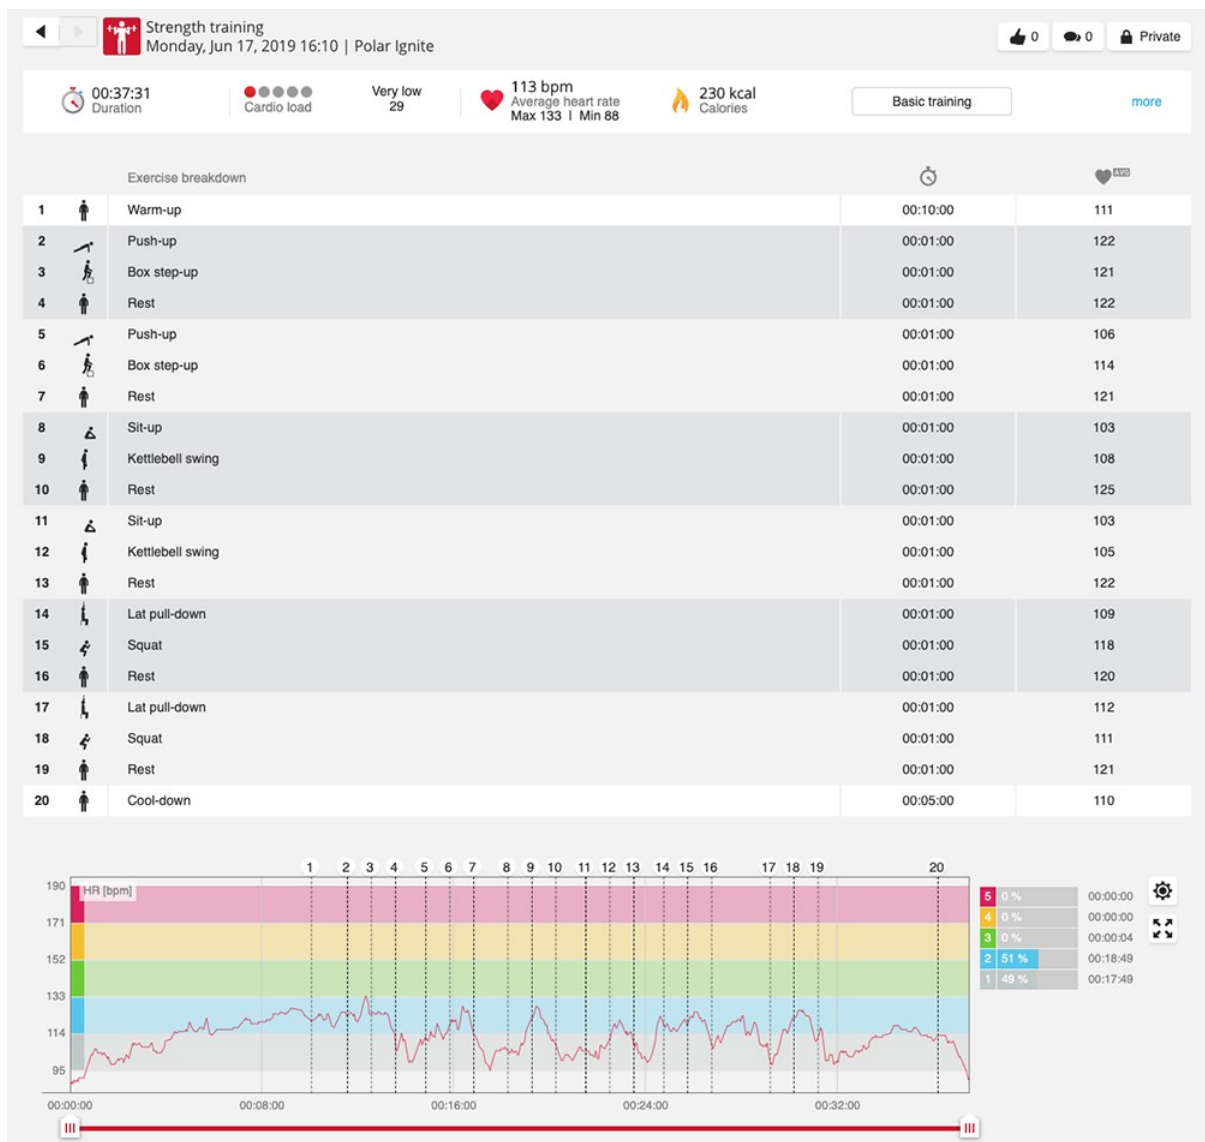 Strength training
Monday, Jun 17, 2019 16:10 | Polar Ignite
0 0 Private
00:37:31
Duration
Cardio load
Very low
29
113 bpm
Average heart rate
Max 133 | Min 88
230 kcal
Calories
Basic training
more
Exercise breakdown AVG
1 Warm-up 00:10:00 111
2 Push-up 00:01:00 122
3 Box step-up 00:01:00 121
4 Rest 00:01:00 122
5 Push-up 00:01:00 106
6 Box step-up 00:01:00 114
7 Rest 00:01:00 121
8 Sit-up 00:01:00 103
9 Kettlebell swing 00:01:00 108
10 Rest 00:01:00 125
11 Sit-up 00:01:00 103
12 Kettlebell swing 00:01:00 105
13 Rest 00:01:00 122
14 Lat pull-down 00:01:00 109
15 Squat 00:01:00 118
16 Rest 00:01:00 120
17 Lat pull-down 00:01:00 112
18 Squat 00:01:00 111
19 Rest 00:01:00 121
20 Cool-down 00:05:00 110
1 2 3 4 5 6 7 8 9 10 11 12 13 14 15 16 17 18 19 20
HR [bpm]
190
171
152
133
114
95
00:00:00 00:08:00 00:16:00 00:24:00 00:32:00
5 0 % 00:00:00
4 0 % 00:00:00
3 0 % 00:00:04
2 51 % 00:18:49
1 49 % 00:17:49